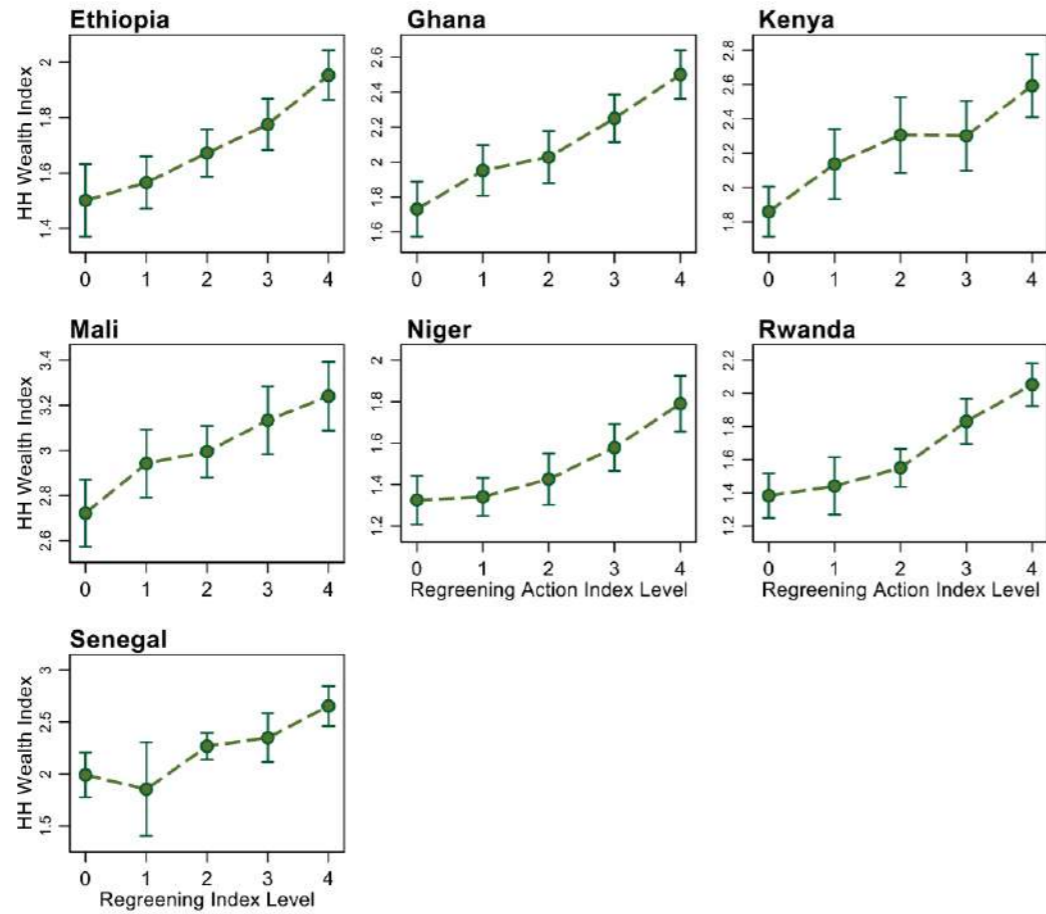 Ethiopia
HH Wealth Index
2
1.8
1.6
1.4
0 1 2 3 4
Ghana
2.6
2.4
2.2
2
1.8
1.6
0 1 2 3 4
Kenya
2.8
2.6
2.4
2.2
2
1.8
0 1 2 3 4
Mali
HH Wealth Index
3.4
3.2
3
2.8
2.6
0 1 2 3 4
Niger
2
1.8
1.6
1.4
1.2
0 1 2 3 4
Regreening Action Index Level
Rwanda
2.2
2
1.8
1.6
1.4
1.2
0 1 2 3 4
Regreening Action Index Level
Senegal
HH Wealth Index
3
2.5
2
1.5
0 1 2 3 4
Regreening Index Level